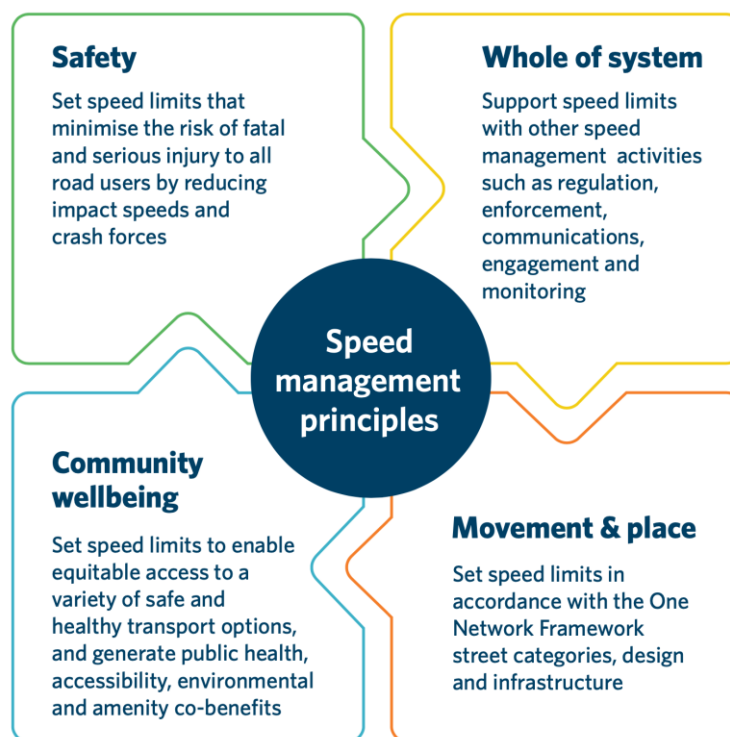 Safety
Set speed limits that
minimise the risk of fatal
and serious injury to all
road users by reducing
impact speeds and
crash forces
Whole of system
Support speed limits
with other speed
management activities
such as regulation,
enforcement,
communications,
engagement and
monitoring
Speed
management
principles
Community
wellbeing
Set speed limits to enable
equitable access to a
variety of safe and
healthy transport options,
and generate public health,
accessibility, environmental
and amenity co-benefits
Movement & place
Set speed limits in
accordance with the One
Network Framework
street categories, design
and infrastructure